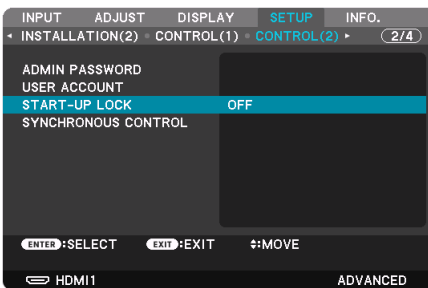 INPUT ADJUST DISPLAY SETUP INFO.
INSTALLATION(2) CONTROL(1) CONTROL(2) 2/4
ADMIN PASSWORD
USER ACCOUNT
START-UP LOCK OFF
SYNCHRONOUS CONTROL
ENTER:SELECT EXIT:EXIT :MOVE
HDMI1 ADVANCED